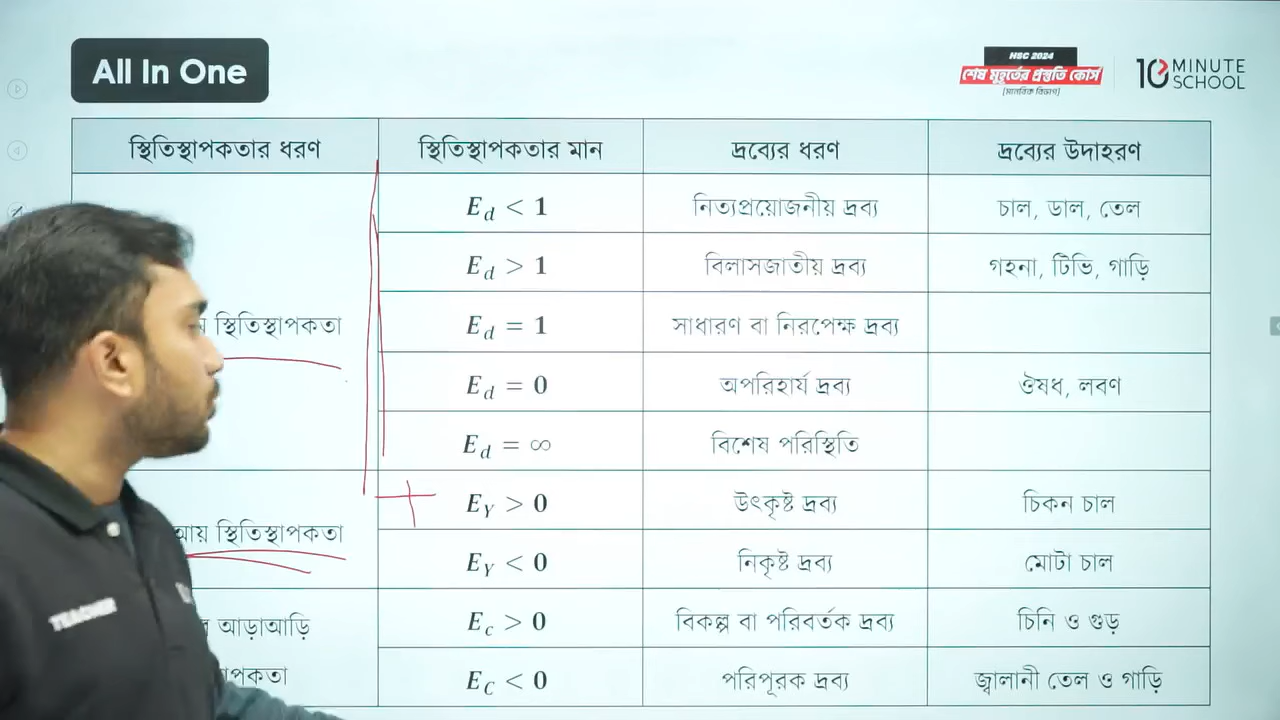 All In One
HSC 2024
শেষ মুহূর্তের প্রস্তুতি কোর্স
[মানবিক বিভাগ]
10 MINUTE SCHOOL
স্থিতিস্থাপকতার ধরণ স্থিতিস্থাপকতার মান দ্রব্যের ধরণ দ্রব্যের উদাহরণ
E_d < 1 নিত্যপ্রয়োজনীয় দ্রব্য চাল, ডাল, তেল
E_d > 1 বিলাসজাতীয় দ্রব্য গহনা, টিভি, গাড়ি
স্থিতিস্থাপকতা E_d = 1 সাধারণ বা নিরপেক্ষ দ্রব্য
E_d = 0 অপরিহার্য দ্রব্য ঔষধ, লবণ
E_d = ∞ বিশেষ পরিস্থিতি
E_Y > 0 উৎকৃষ্ট দ্রব্য চিকন চাল
আয় স্থিতিস্থাপকতা
E_Y < 0 নিকৃষ্ট দ্রব্য মোটা চাল
আড়াআড়ি E_c > 0 বিকল্প বা পরিবর্তক দ্রব্য চিনি ও গুড়
E_C < 0 পরিপূরক দ্রব্য জ্বালানী তেল ও গাড়ি
TEACHER